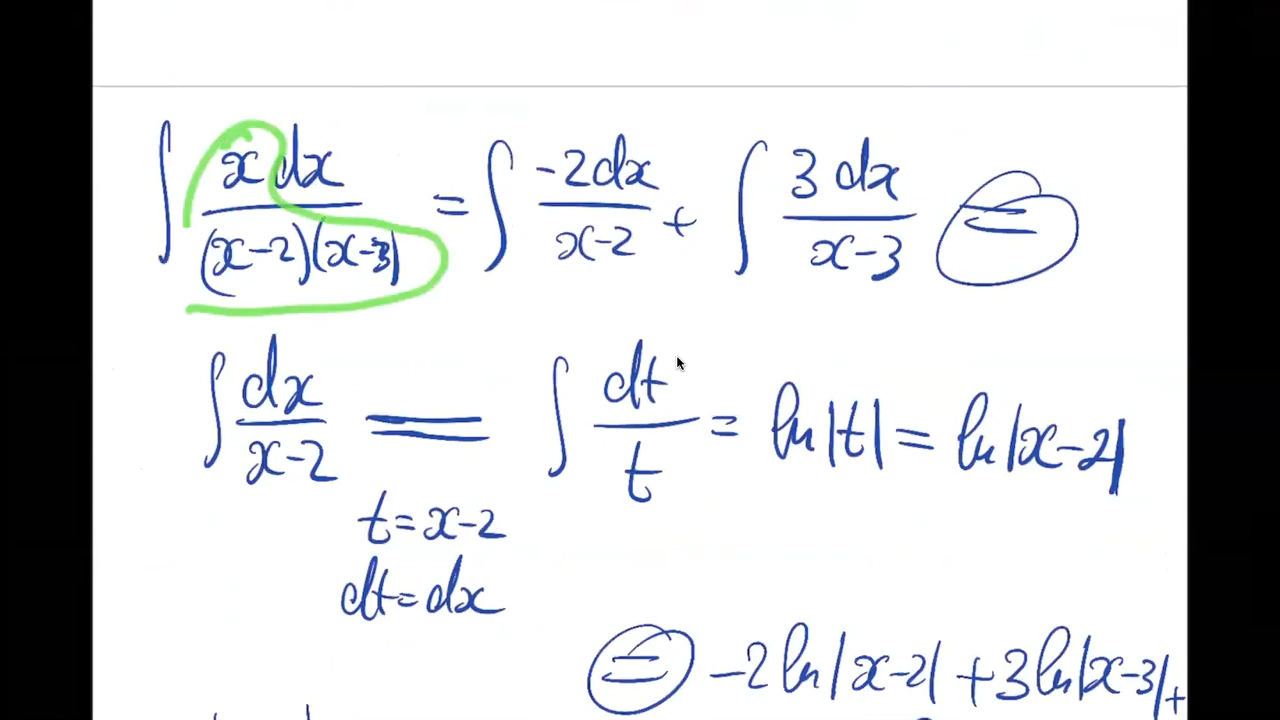 ∫ x dx / (x-2)(x-3) = ∫ -2dx / x-2 + ∫ 3 dx / x-3 =
∫ dx / x-2 = ∫ dt / t = ln|t| = ln|x-2|
t=x-2
dt=dx
= -2 ln|x-2| + 3 ln|x-3| +